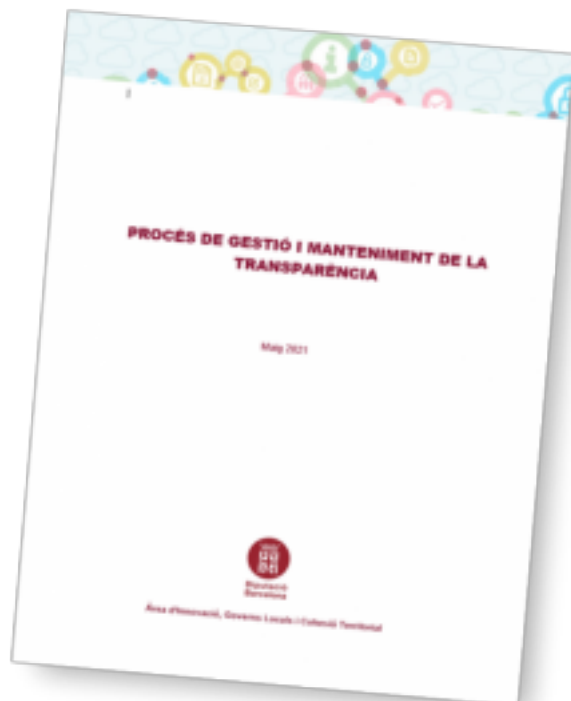 PROCÉS DE GESTIÓ I MANTENIMENT DE LA
TRANSPARÈNCIA
Maig 2021
Diputació
Barcelona
Àrea d'Innovació, Governs Locals i Cohesió Territorial